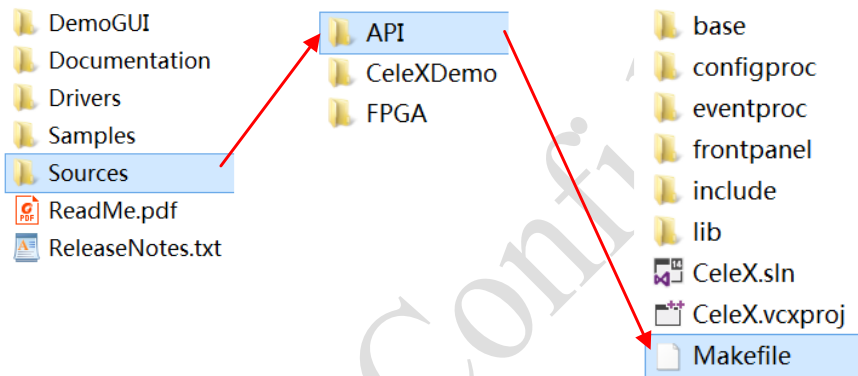 DemoGUI
Documentation
Drivers
Samples
Sources
ReadMe.pdf
ReleaseNotes.txt
API
CeleXDemo
FPGA
base
configproc
eventproc
frontpanel
include
lib
CeleX.sln
CeleX.vcxproj
Makefile